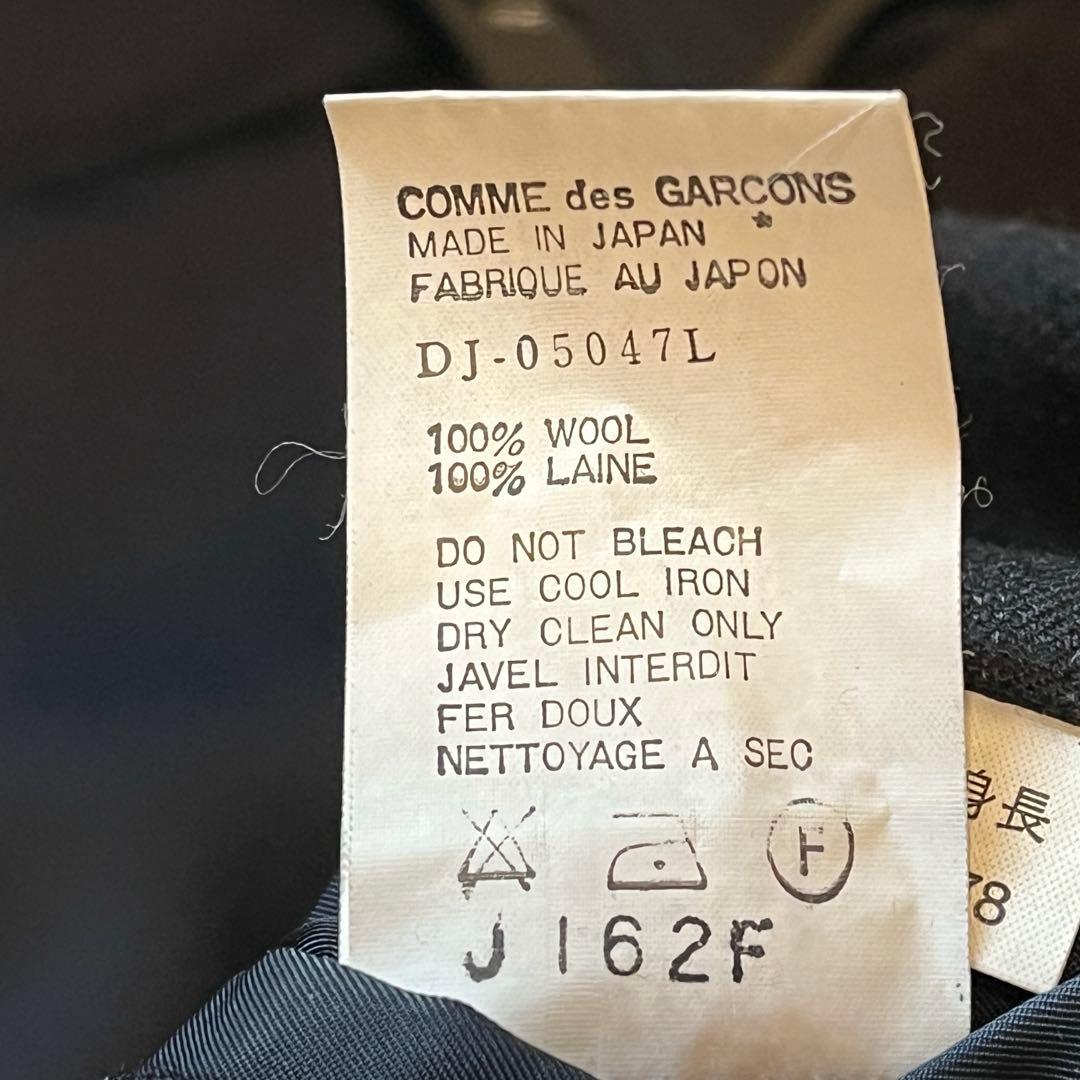 COMME des GARCONS
MADE IN JAPAN *
FABRIQUE AU JAPON
DJ-05047L
100% WOOL
100% LAINE
DO NOT BLEACH
USE COOL IRON
DRY CLEAN ONLY
JAVEL INTERDIT
FER DOUX
NETTOYAGE A SEC
F
J162F
身長
78